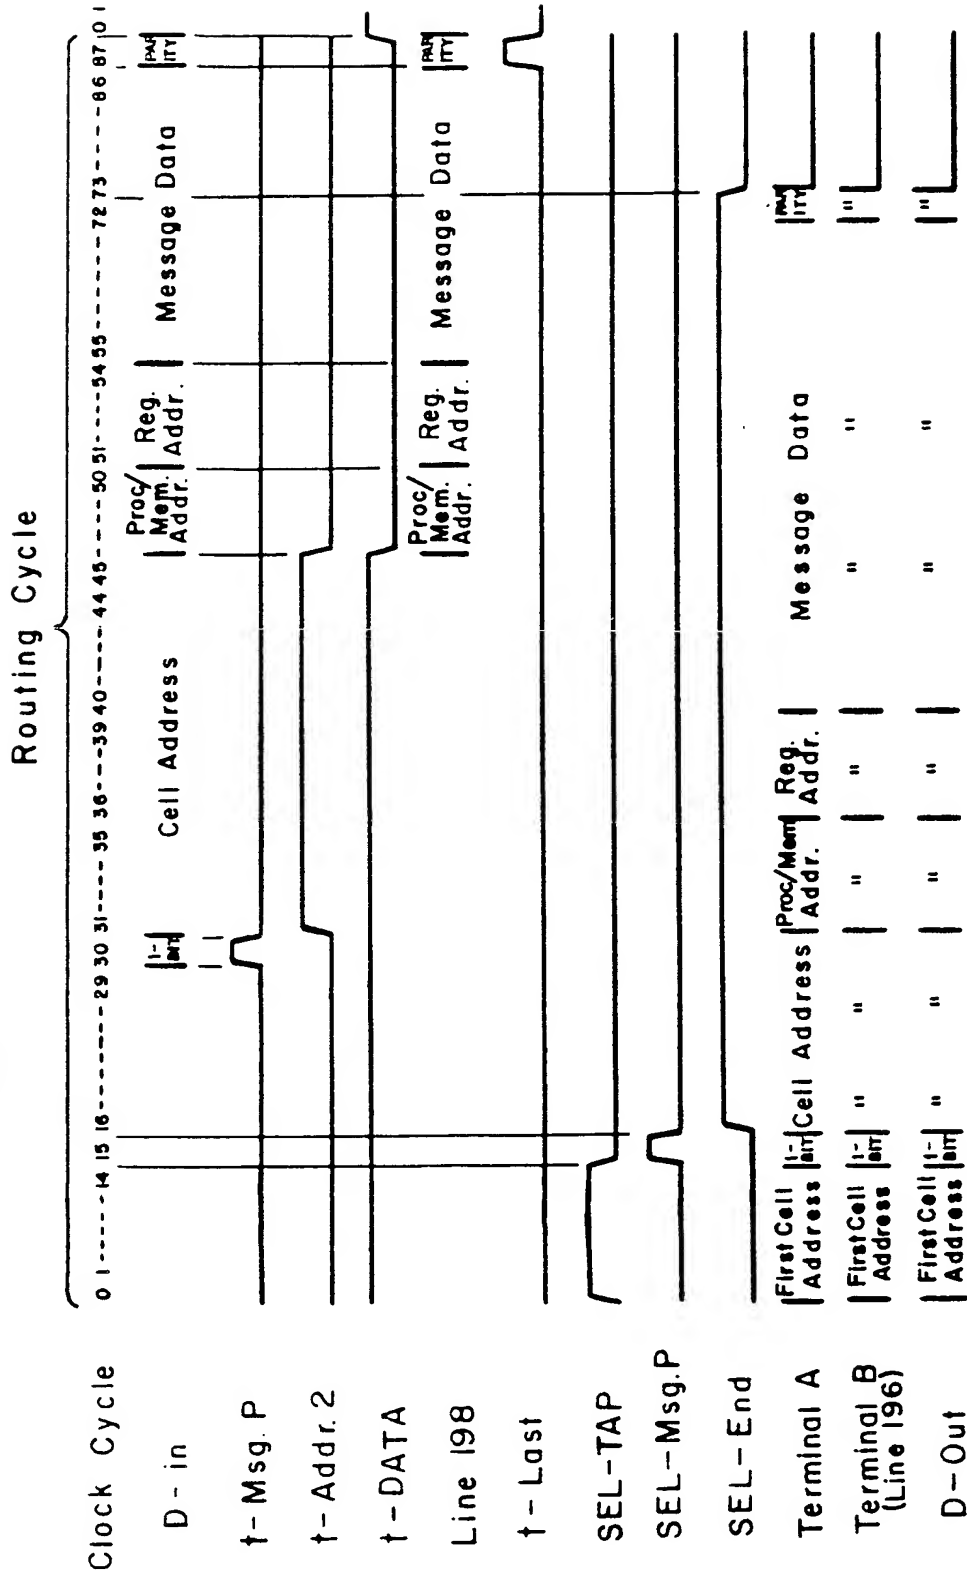 Routing Cycle
Clock Cycle 0 1-----14 15 16------29 30 31----35 36---39 40----44 45---50 51---54 55------72 73----86 87 0 1
D-in 1-BIT Cell Address Proc/Mem. Addr. Reg. Addr. Message Data PARITY
t-Msg. P
t-Addr. 2
t-DATA
Line 198 Proc/Mem. Addr. Reg. Addr. Message Data PARITY
t-Last
SEL-TAP
SEL-Msg. P
SEL-End
Terminal A First Cell Address 1-BIT Cell Address Proc/Mem Addr. Reg. Addr. Message Data PARITY
Terminal B (Line 196) First Cell Address 1-BIT " " " " " " "
D-Out First Cell Address 1-BIT " " " " " " "